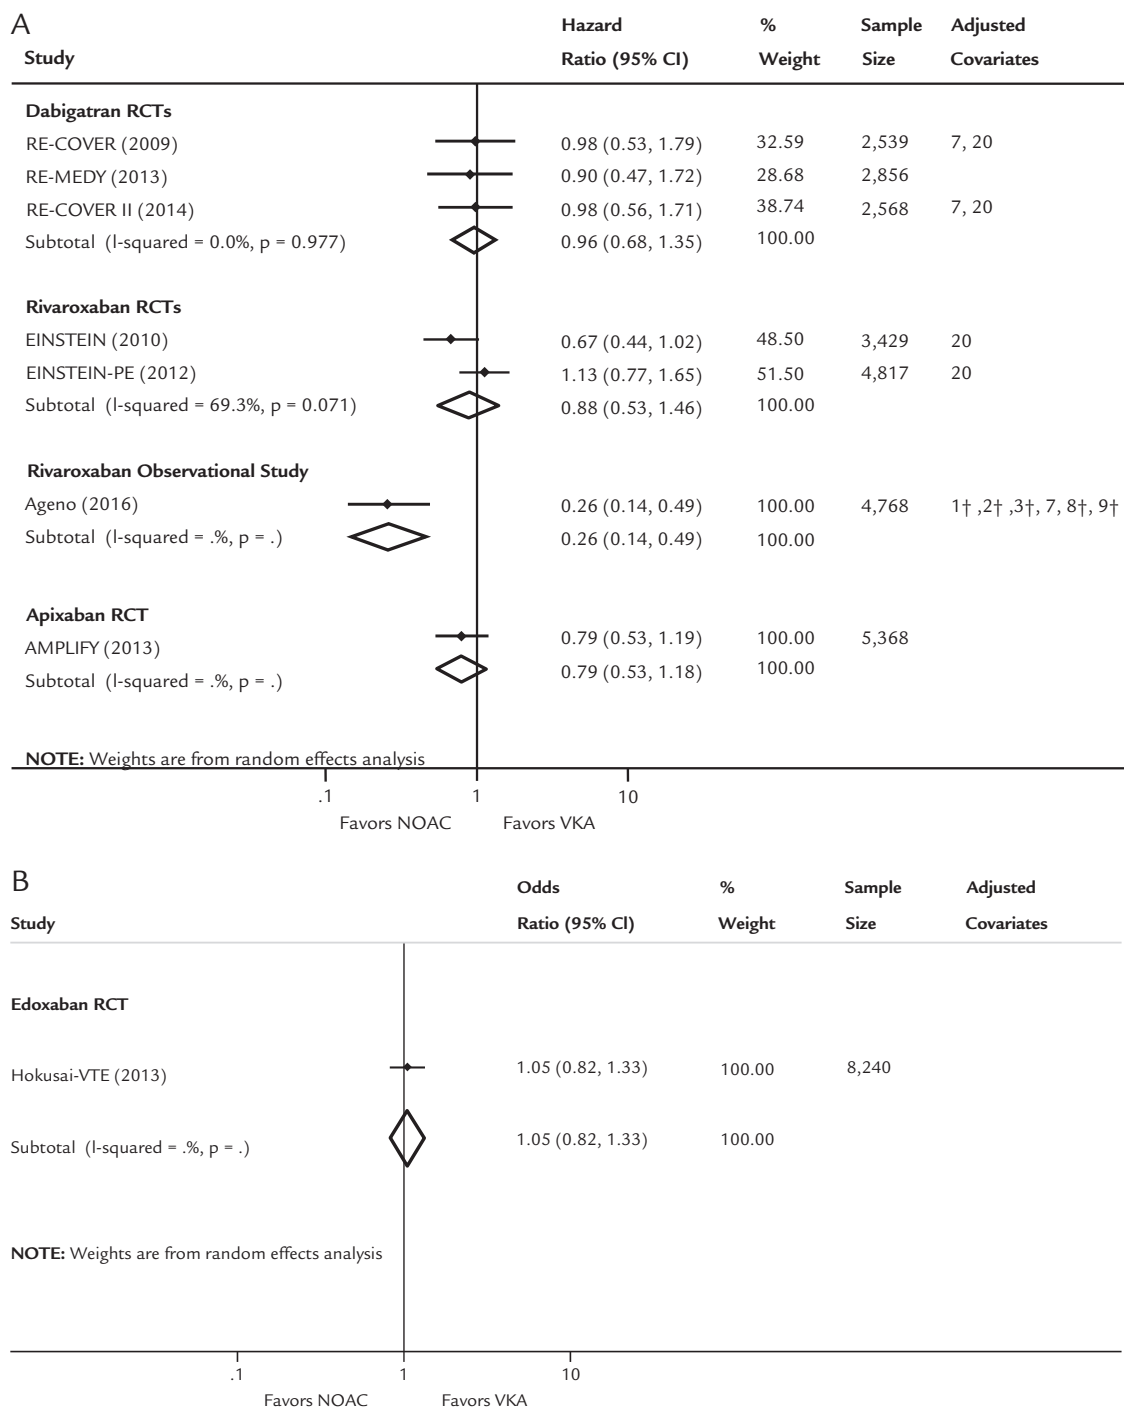 A
Hazard % Sample Adjusted
Study Ratio (95% CI) Weight Size Covariates
Dabigatran RCTs
RE-COVER (2009) 0.98 (0.53, 1.79) 32.59 2,539 7, 20
RE-MEDY (2013) 0.90 (0.47, 1.72) 28.68 2,856
RE-COVER II (2014) 0.98 (0.56, 1.71) 38.74 2,568 7, 20
Subtotal (l-squared = 0.0%, p = 0.977) 0.96 (0.68, 1.35) 100.00
Rivaroxaban RCTs
EINSTEIN (2010) 0.67 (0.44, 1.02) 48.50 3,429 20
EINSTEIN-PE (2012) 1.13 (0.77, 1.65) 51.50 4,817 20
Subtotal (l-squared = 69.3%, p = 0.071) 0.88 (0.53, 1.46) 100.00
Rivaroxaban Observational Study
Ageno (2016) 0.26 (0.14, 0.49) 100.00 4,768 1† ,2† ,3†, 7, 8†, 9†
Subtotal (l-squared = .%, p = .) 0.26 (0.14, 0.49) 100.00
Apixaban RCT
AMPLIFY (2013) 0.79 (0.53, 1.19) 100.00 5,368
Subtotal (l-squared = .%, p = .) 0.79 (0.53, 1.18) 100.00
NOTE: Weights are from random effects analysis
.1 1 10
Favors NOAC Favors VKA
B
Odds % Sample Adjusted
Study Ratio (95% Cl) Weight Size Covariates
Edoxaban RCT
Hokusai-VTE (2013) 1.05 (0.82, 1.33) 100.00 8,240
Subtotal (l-squared = .%, p = .) 1.05 (0.82, 1.33) 100.00
NOTE: Weights are from random effects analysis
.1 1 10
Favors NOAC Favors VKA